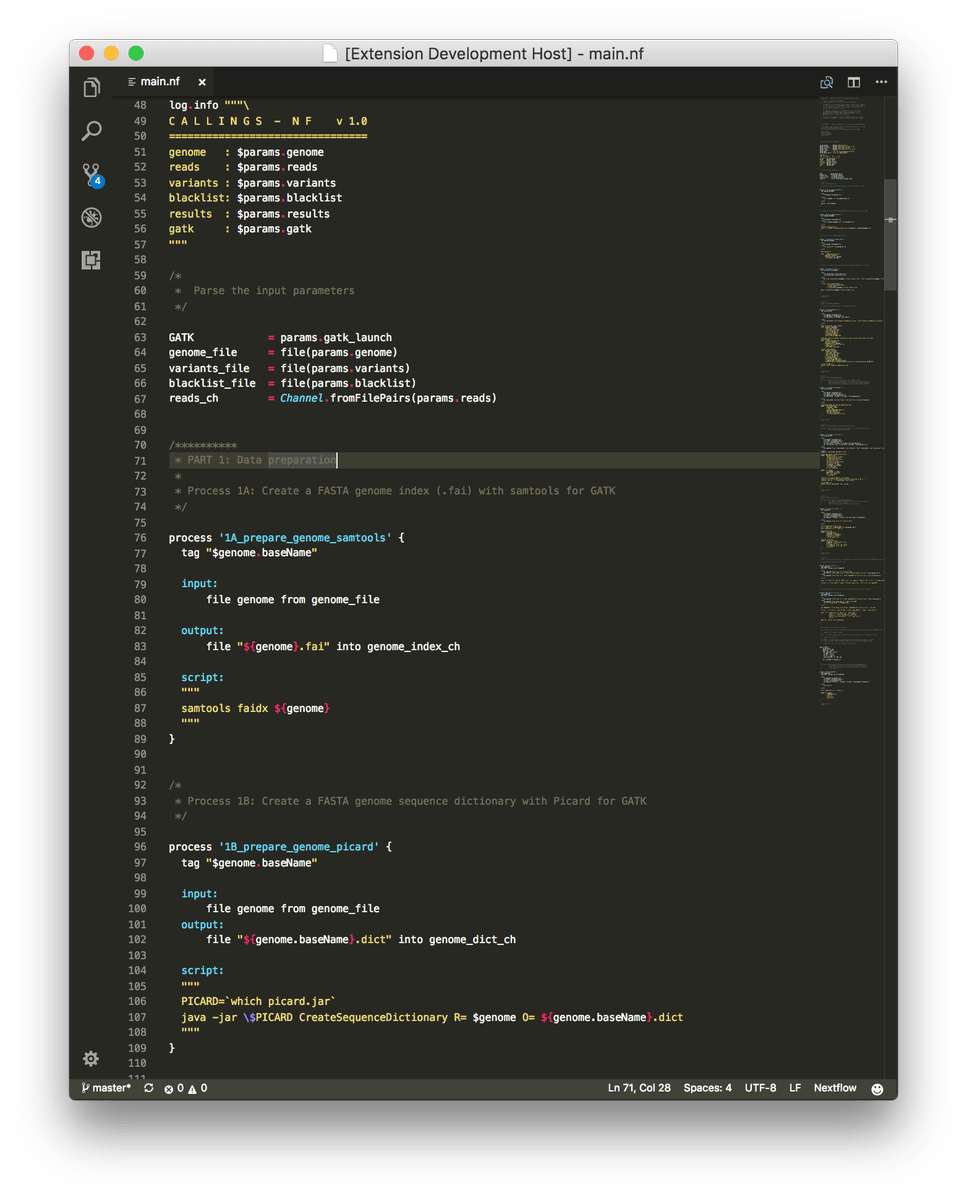 [Extension Development Host] - main.nf
main.nf ×
48 log.info """\
49 C A L L I N G S  -  N F    v 1.0
50 ================================
51 genome   : $params.genome
52 reads    : $params.reads
53 variants : $params.variants
54 blacklist: $params.blacklist
55 results  : $params.results
56 gatk     : $params.gatk
57 """
58
59 /*
60  *  Parse the input parameters
61  */
62
63 GATK            = params.gatk_launch
64 genome_file     = file(params.genome)
65 variants_file   = file(params.variants)
66 blacklist_file  = file(params.blacklist)
67 reads_ch        = Channel.fromFilePairs(params.reads)
68
69
70 /**********
71  * PART 1: Data preparation
72  *
73  * Process 1A: Create a FASTA genome index (.fai) with samtools for GATK
74  */
75
76 process '1A_prepare_genome_samtools' {
77   tag "$genome.baseName"
78
79   input:
80       file genome from genome_file
81
82   output:
83       file "${genome}.fai" into genome_index_ch
84
85   script:
86   """
87   samtools faidx ${genome}
88   """
89 }
90
91
92 /*
93  * Process 1B: Create a FASTA genome sequence dictionary with Picard for GATK
94  */
95
96 process '1B_prepare_genome_picard' {
97   tag "$genome.baseName"
98
99   input:
100       file genome from genome_file
101   output:
102       file "${genome.baseName}.dict" into genome_dict_ch
103
104   script:
105   """
106   PICARD=`which picard.jar`
107   java -jar \$PICARD CreateSequenceDictionary R= $genome O= ${genome.baseName}.dict
108   """
109 }
110
4
master* 0 0 Ln 71, Col 28 Spaces: 4 UTF-8 LF Nextflow